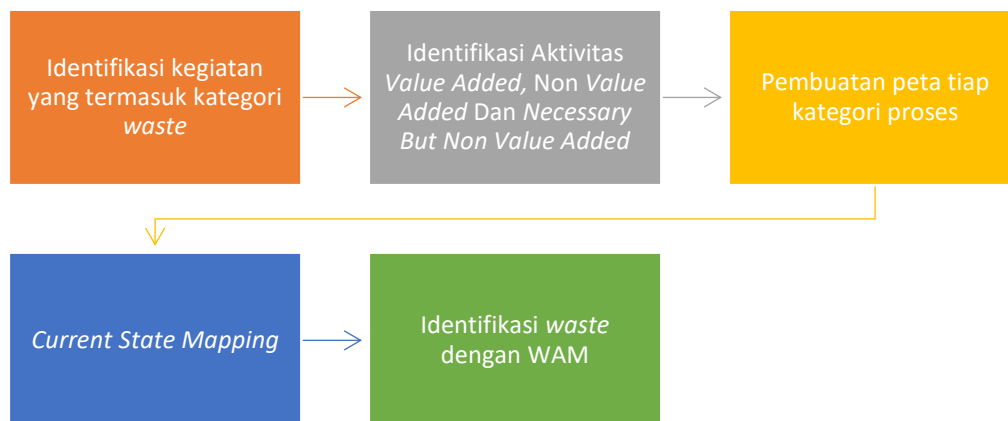 Identifikasi kegiatan
yang termasuk kategori
waste
Identifikasi Aktivitas
Value Added, Non Value
Added Dan Necessary
But Non Value Added
Pembuatan peta tiap
kategori proses
Current State Mapping
Identifikasi waste
dengan WAM